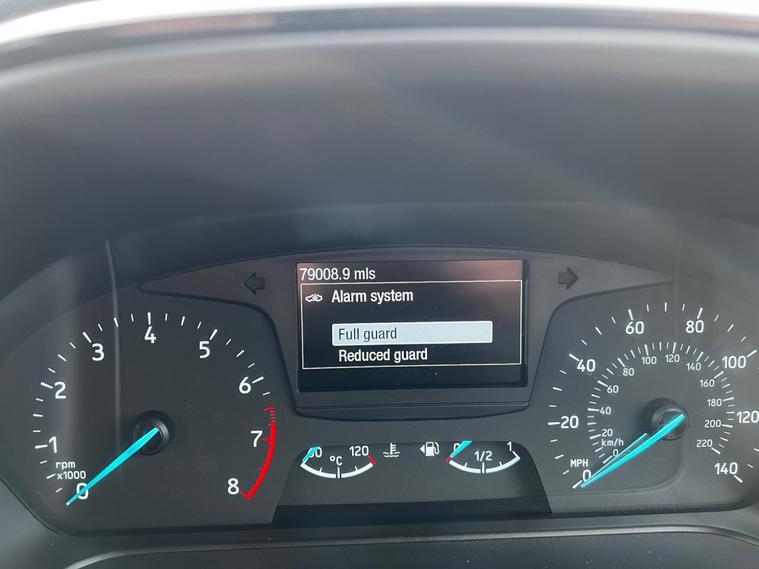 79008.9 mls
Alarm system
Full guard
Reduced guard
0 1 2 3 4 5 6 7 8
rpm
x1000
120
°C
0 1/2 1
0 20 40 60 80 100 120 140
MPH
0 20 40 60 80 100 120 140 160 180 200 220
km/h